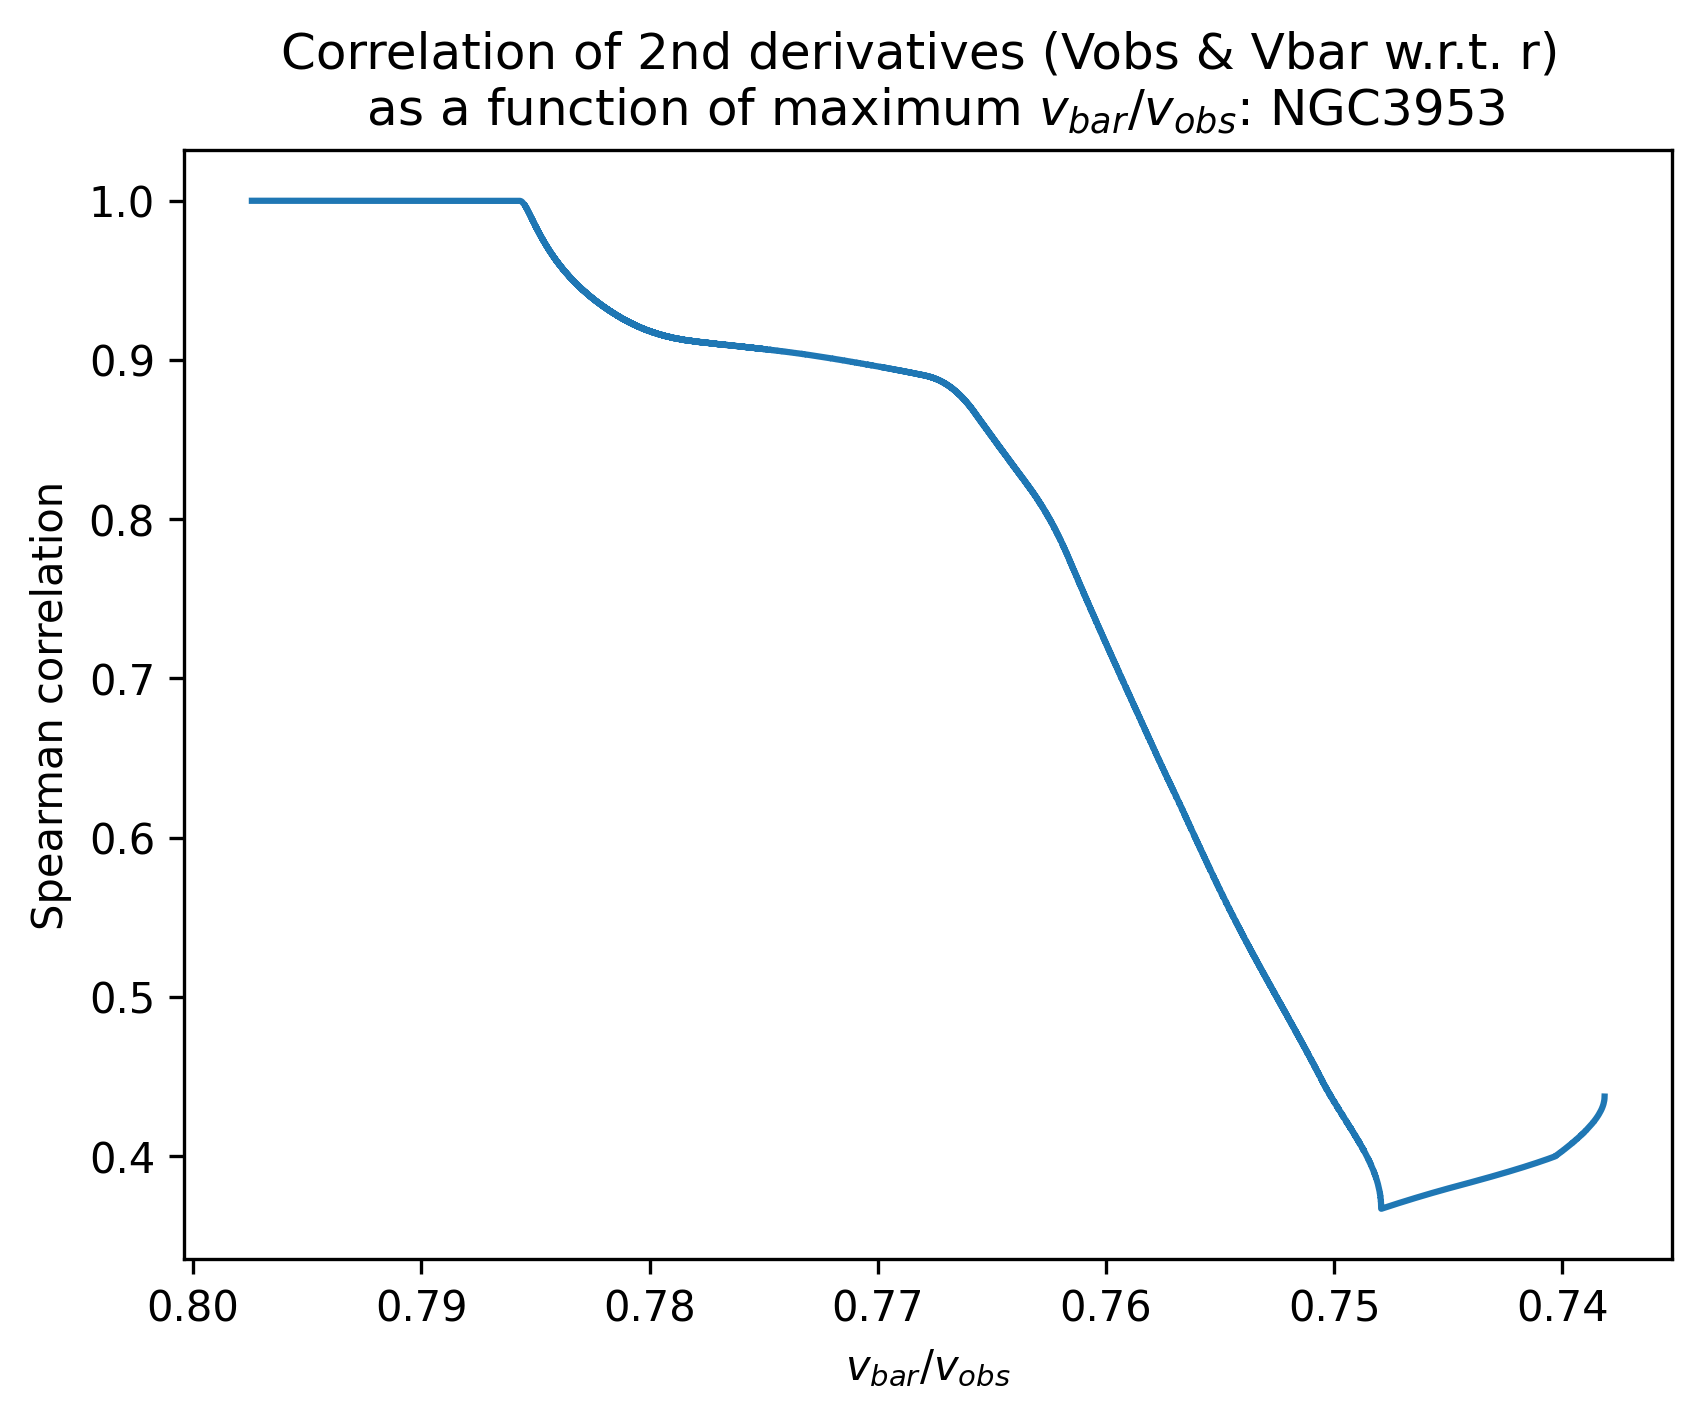 Correlation of 2nd derivatives (Vobs & Vbar w.r.t. r)
as a function of maximum v_bar/v_obs: NGC3953
Spearman correlation
1.0
0.9
0.8
0.7
0.6
0.5
0.4
0.80 0.79 0.78 0.77 0.76 0.75 0.74
v_bar/v_obs